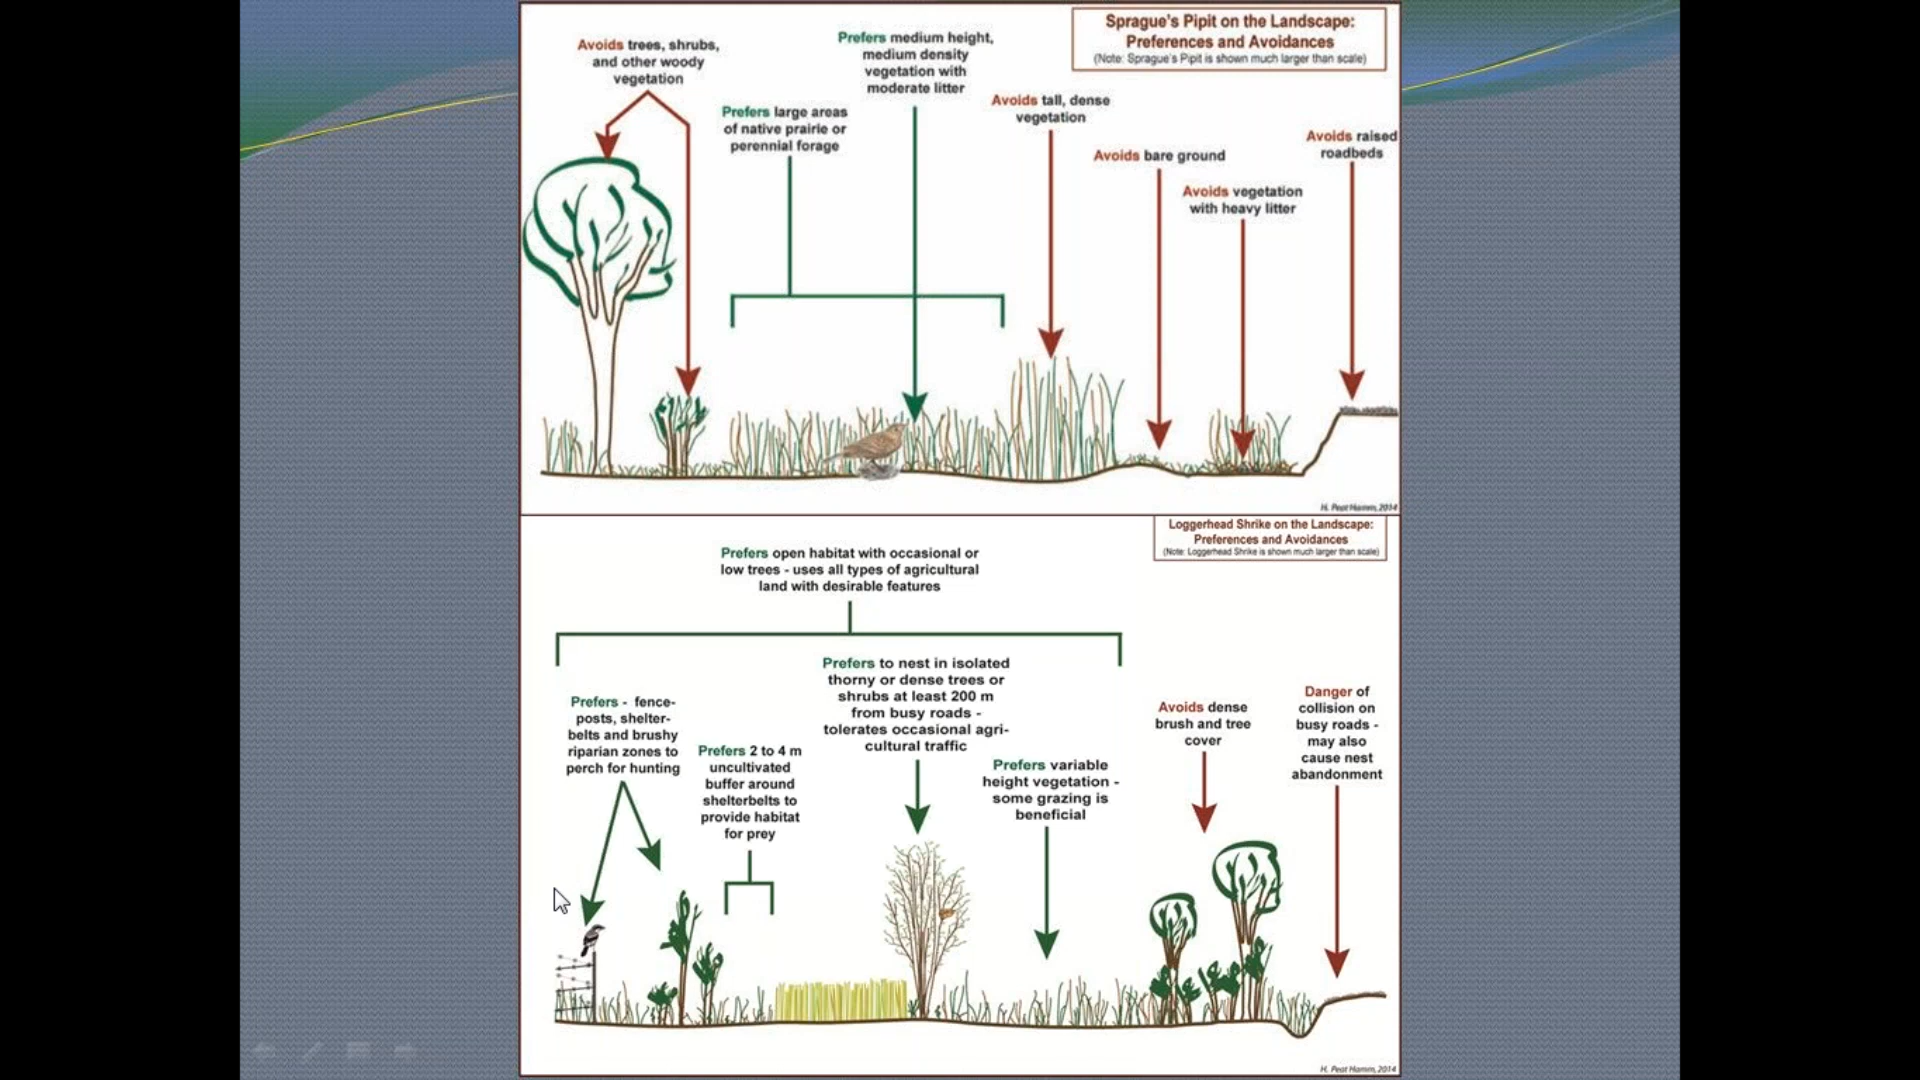 Sprague's Pipit on the Landscape:
Preferences and Avoidances
(Note: Sprague's Pipit is shown much larger than scale)
Avoids trees, shrubs,
and other woody
vegetation
Prefers large areas
of native prairie or
perennial forage
Prefers medium height,
medium density
vegetation with
moderate litter
Avoids tall, dense
vegetation
Avoids bare ground
Avoids vegetation
with heavy litter
Avoids raised
roadbeds
H. Peat Hamm, 2014
Loggerhead Shrike on the Landscape:
Preferences and Avoidances
(Note: Loggerhead Shrike is shown much larger than scale)
Prefers open habitat with occasional or
low trees - uses all types of agricultural
land with desirable features
Prefers - fence-
posts, shelter-
belts and brushy
riparian zones to
perch for hunting
Prefers 2 to 4 m
uncultivated
buffer around
shelterbelts to
provide habitat
for prey
Prefers to nest in isolated
thorny or dense trees or
shrubs at least 200 m
from busy roads -
tolerates occasional agri-
cultural traffic
Prefers variable
height vegetation -
some grazing is
beneficial
Avoids dense
brush and tree
cover
Danger of
collision on
busy roads -
may also
cause nest
abandonment
H. Peat Hamm, 2014